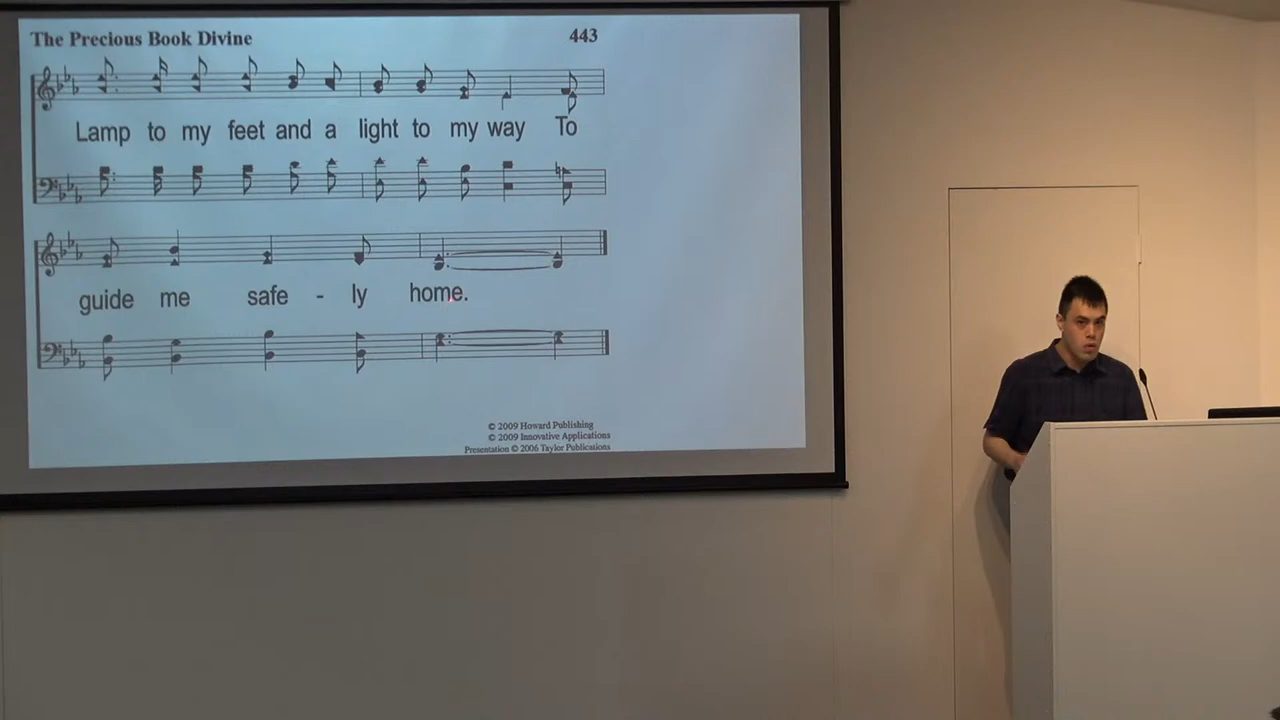 The Precious Book Divine 443
Lamp to my feet and a light to my way To
guide me safe - ly home.
© 2009 Howard Publishing
© 2009 Innovative Applications
Presentation © 2006 Taylor Publications